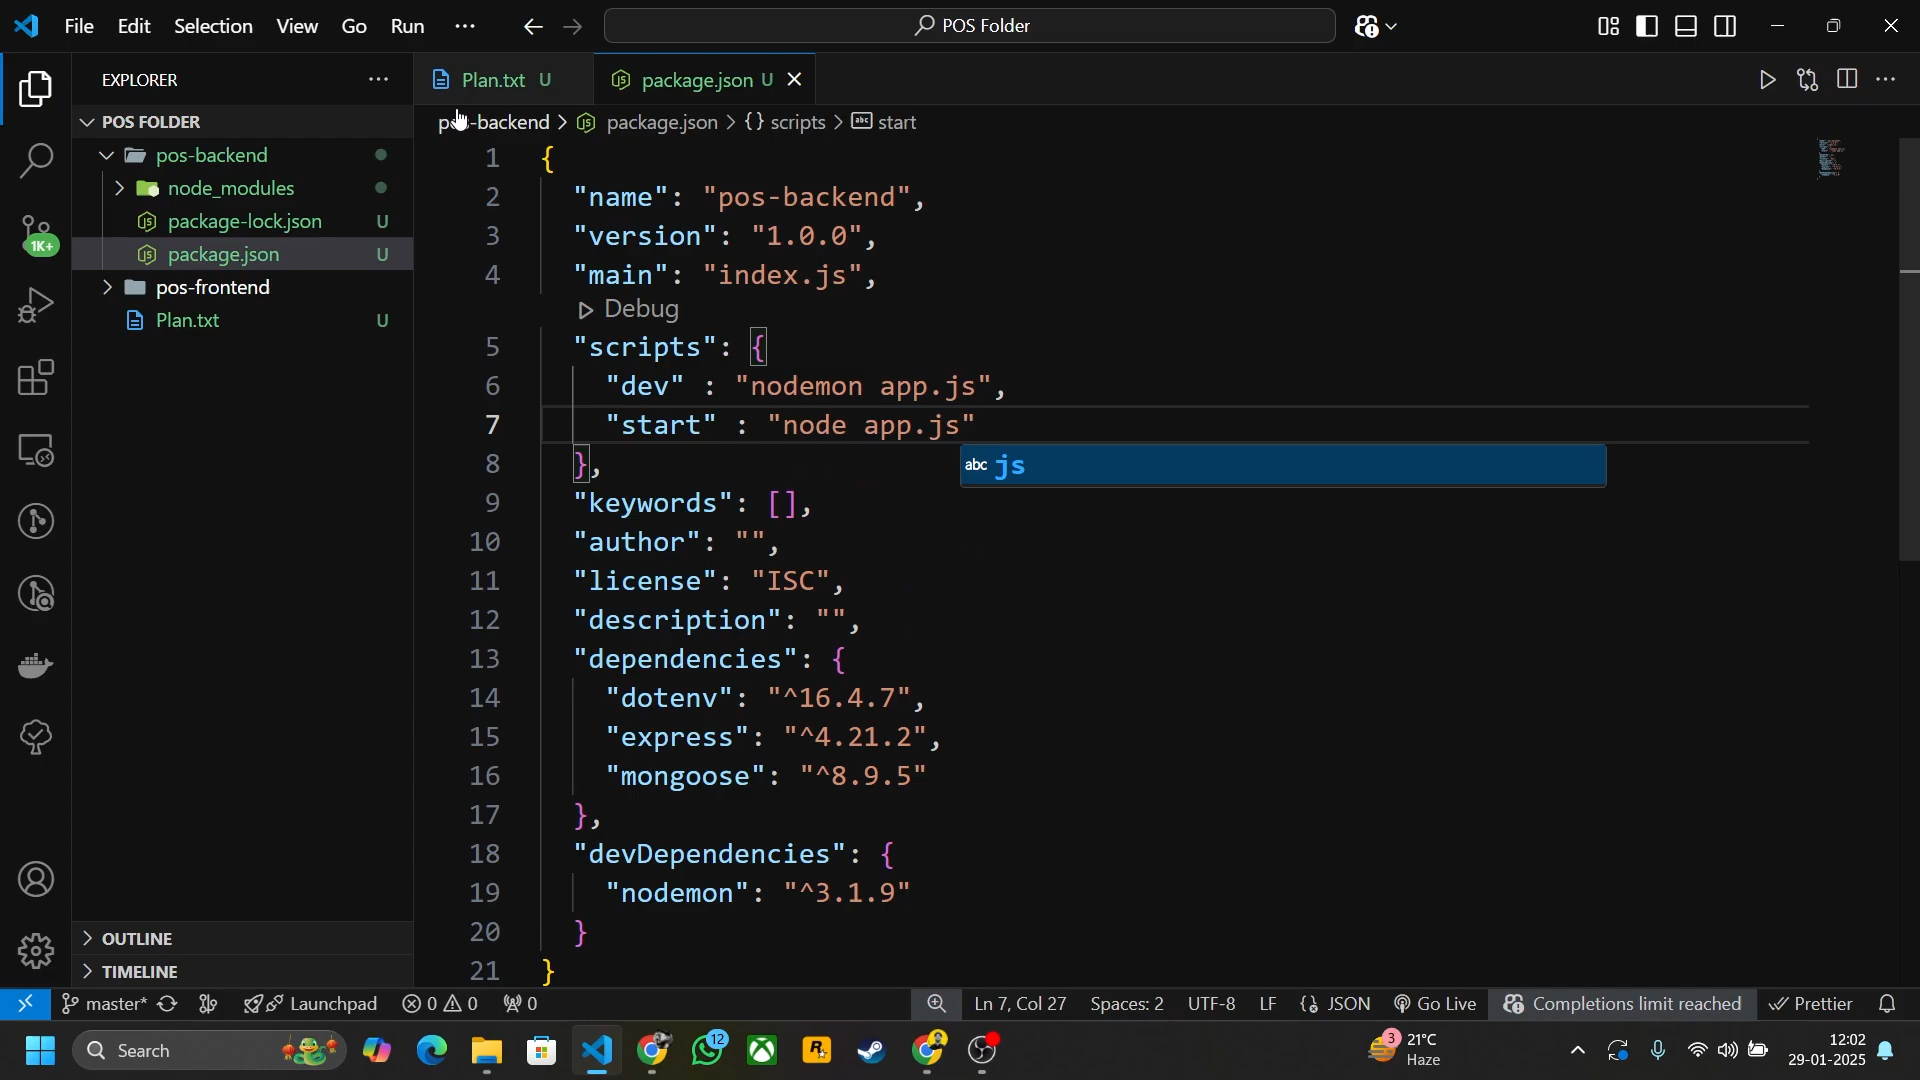 File Edit Selection View Go Run ···
POS Folder
EXPLORER ···
POS FOLDER
pos-backend
node_modules
package-lock.json U
package.json U
pos-frontend
Plan.txt U
OUTLINE
TIMELINE
1K+
Plan.txt U
package.json U
pos-backend > package.json > {} scripts > abc start
1 {
2 "name": "pos-backend",
3 "version": "1.0.0",
4 "main": "index.js",
Debug
5 "scripts": {
6 "dev" : "nodemon app.js",
7 "start" : "node app.js"
8 },
abc js
9 "keywords": [],
10 "author": "",
11 "license": "ISC",
12 "description": "",
13 "dependencies": {
14 "dotenv": "^16.4.7",
15 "express": "^4.21.2",
16 "mongoose": "^8.9.5"
17 },
18 "devDependencies": {
19 "nodemon": "^3.1.9"
20 }
21 }
master* Launchpad 0 0 0 Ln 7, Col 27 Spaces: 2 UTF-8 LF {} JSON Go Live Completions limit reached Prettier
Search 12 R 3 21°C 12:02
Haze 29-01-2025